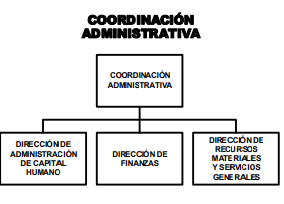 COORDINACIÓN
ADMINISTRATIVA
COORDINACIÓN
ADMINISTRATIVA
DIRECCIÓN DE
ADMINISTRACIÓN
DE CAPITAL
HUMANO
DIRECCIÓN DE
FINANZAS
DIRECCIÓN DE
RECURSOS
MATERIALES
Y SERVICIOS
GENERALES